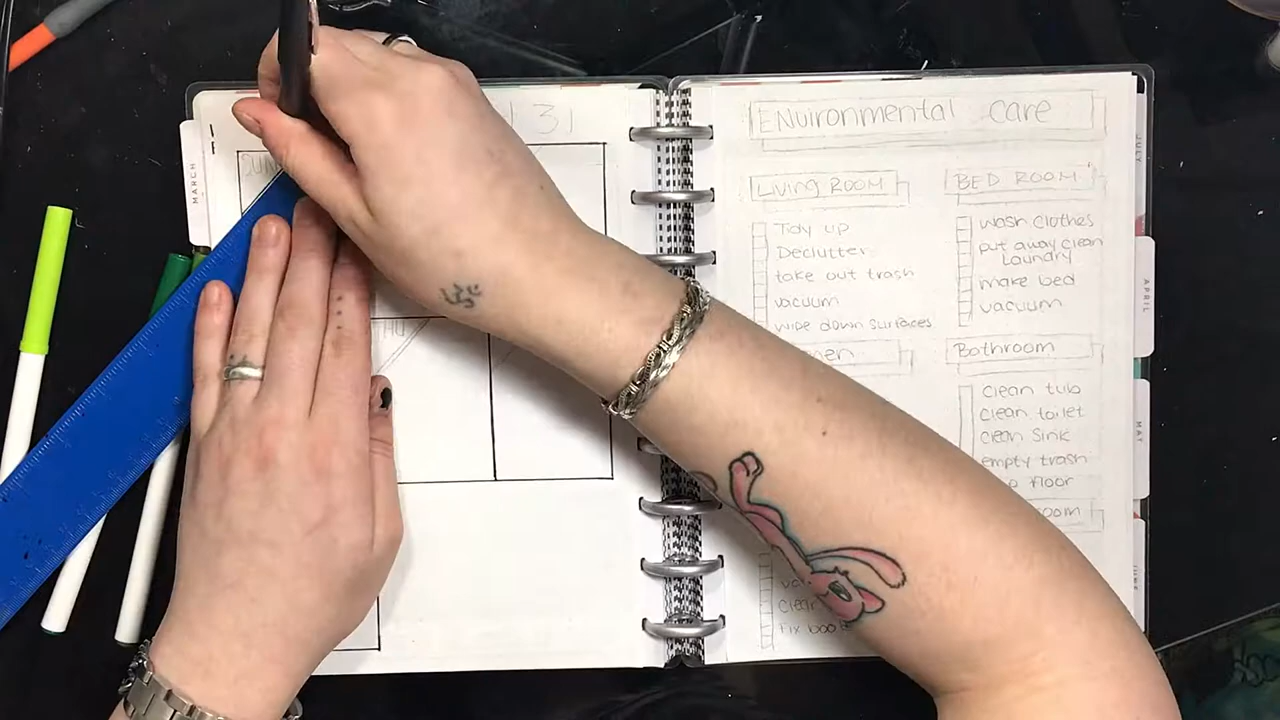 MARCH
SUN
31
THU
Environmental care
Living Room
Tidy up
Declutter
take out trash
vacuum
wipe down surfaces
BED ROOM
wash clothes
put away clean
laundry
make bed
vacuum
Bothroom
clean tub
clean toilet
clean sink
empty trash
floor
fix
JULY
APRIL
MAY
JUNE